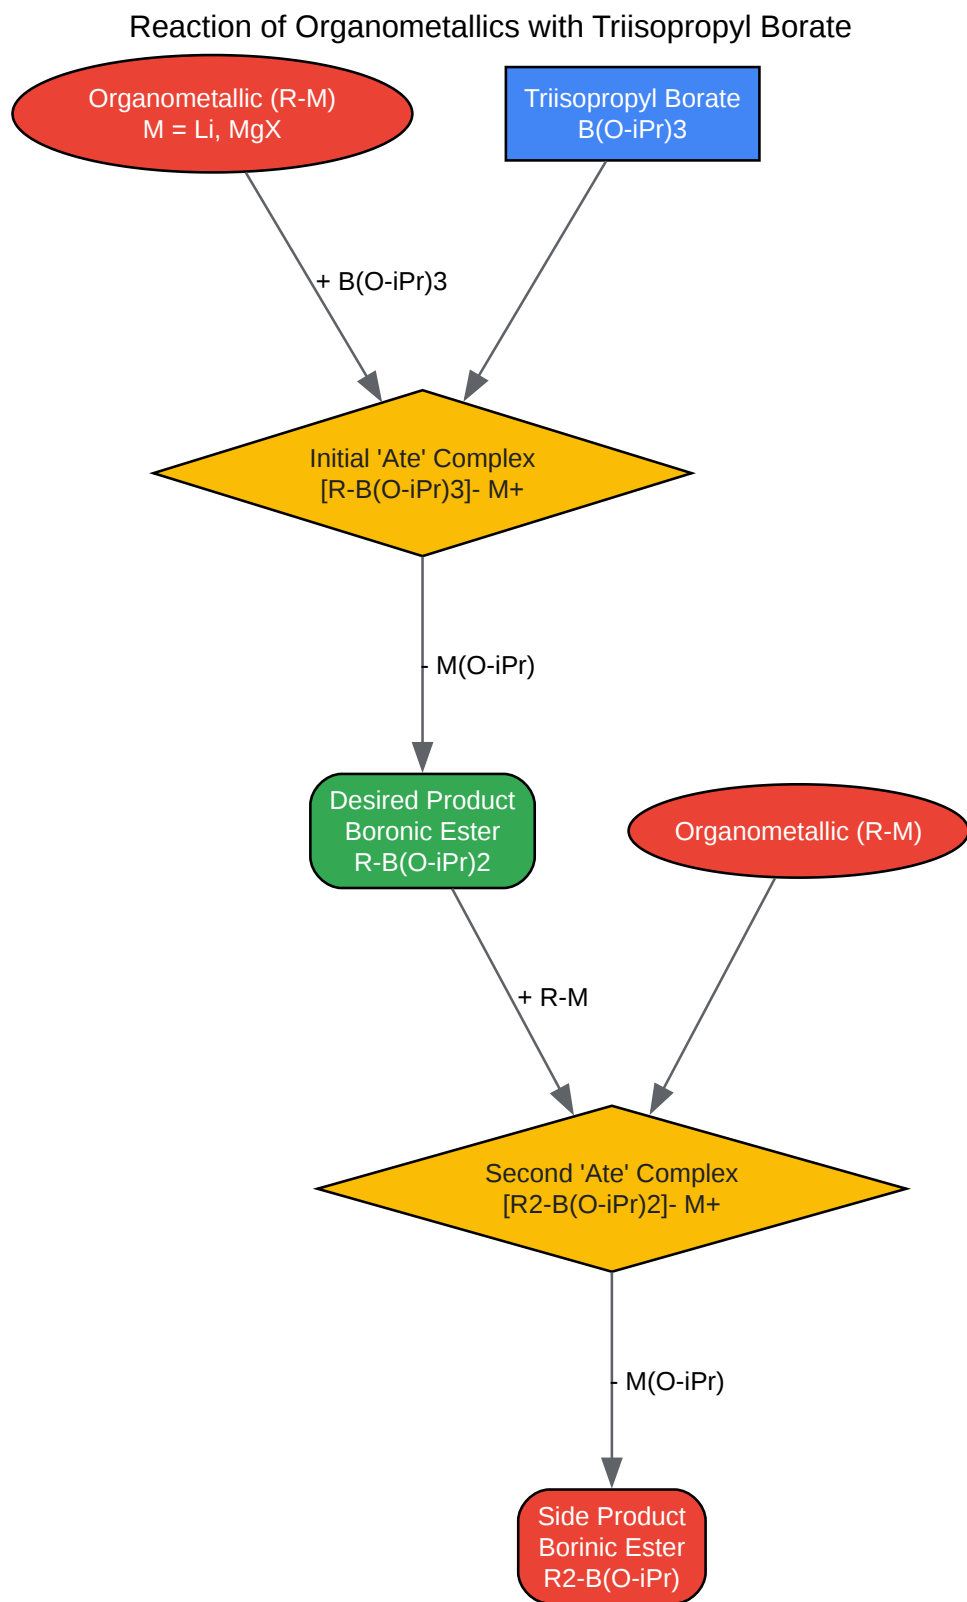 Reaction of Organometallics with Triisopropyl Borate
Organometallic (R-M)
M = Li, MgX
Triisopropyl Borate
B(O-iPr)3
+ B(O-iPr)3
Initial 'Ate' Complex
[R-B(O-iPr)3]- M+
- M(O-iPr)
Desired Product
Boronic Ester
R-B(O-iPr)2
Organometallic (R-M)
+ R-M
Second 'Ate' Complex
[R2-B(O-iPr)2]- M+
- M(O-iPr)
Side Product
Borinic Ester
R2-B(O-iPr)